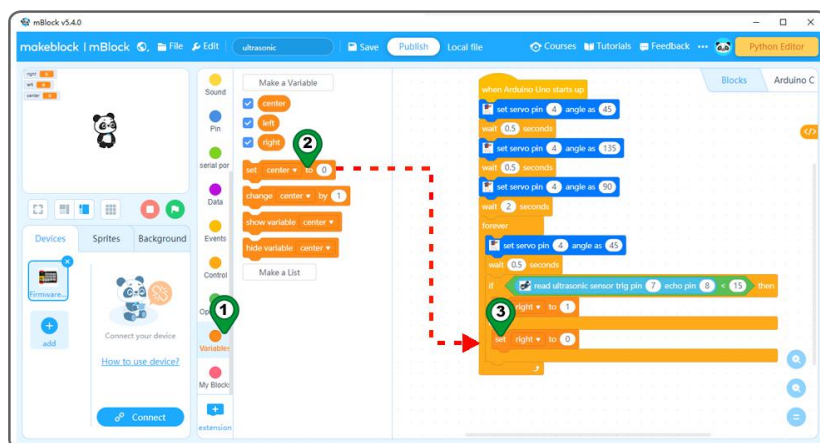 mBlock v5.4.0
makeblock | mBlock File Edit ultrasonic Save Publish Local file Courses Tutorials Feedback ••• Python Editor
right
left
center
Sound
Pin
serial por
Data
Events
Control
Op
Variables
My Block
extension
Make a Variable
center
left
right
2
set center to 0
change center by 1
show variable center
hide variable center
Make a List
1
when Arduino Uno starts up
set servo pin 4 angle as 45
wait 0.5 seconds
set servo pin 4 angle as 135
wait 0.5 seconds
set servo pin 4 angle as 90
wait 2 seconds
forever
set servo pin 4 angle as 45
wait 0.5 seconds
if read ultrasonic sensor trig pin 7 echo pin 8 < 15 then
right to 1
3
set right to 0
Blocks
Arduino C
</>
Devices Sprites Background
Firmware...
add
Connect your device
How to use device?
Connect